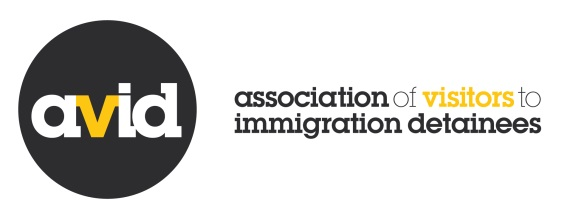 avid
association of visitors to
immigration detainees